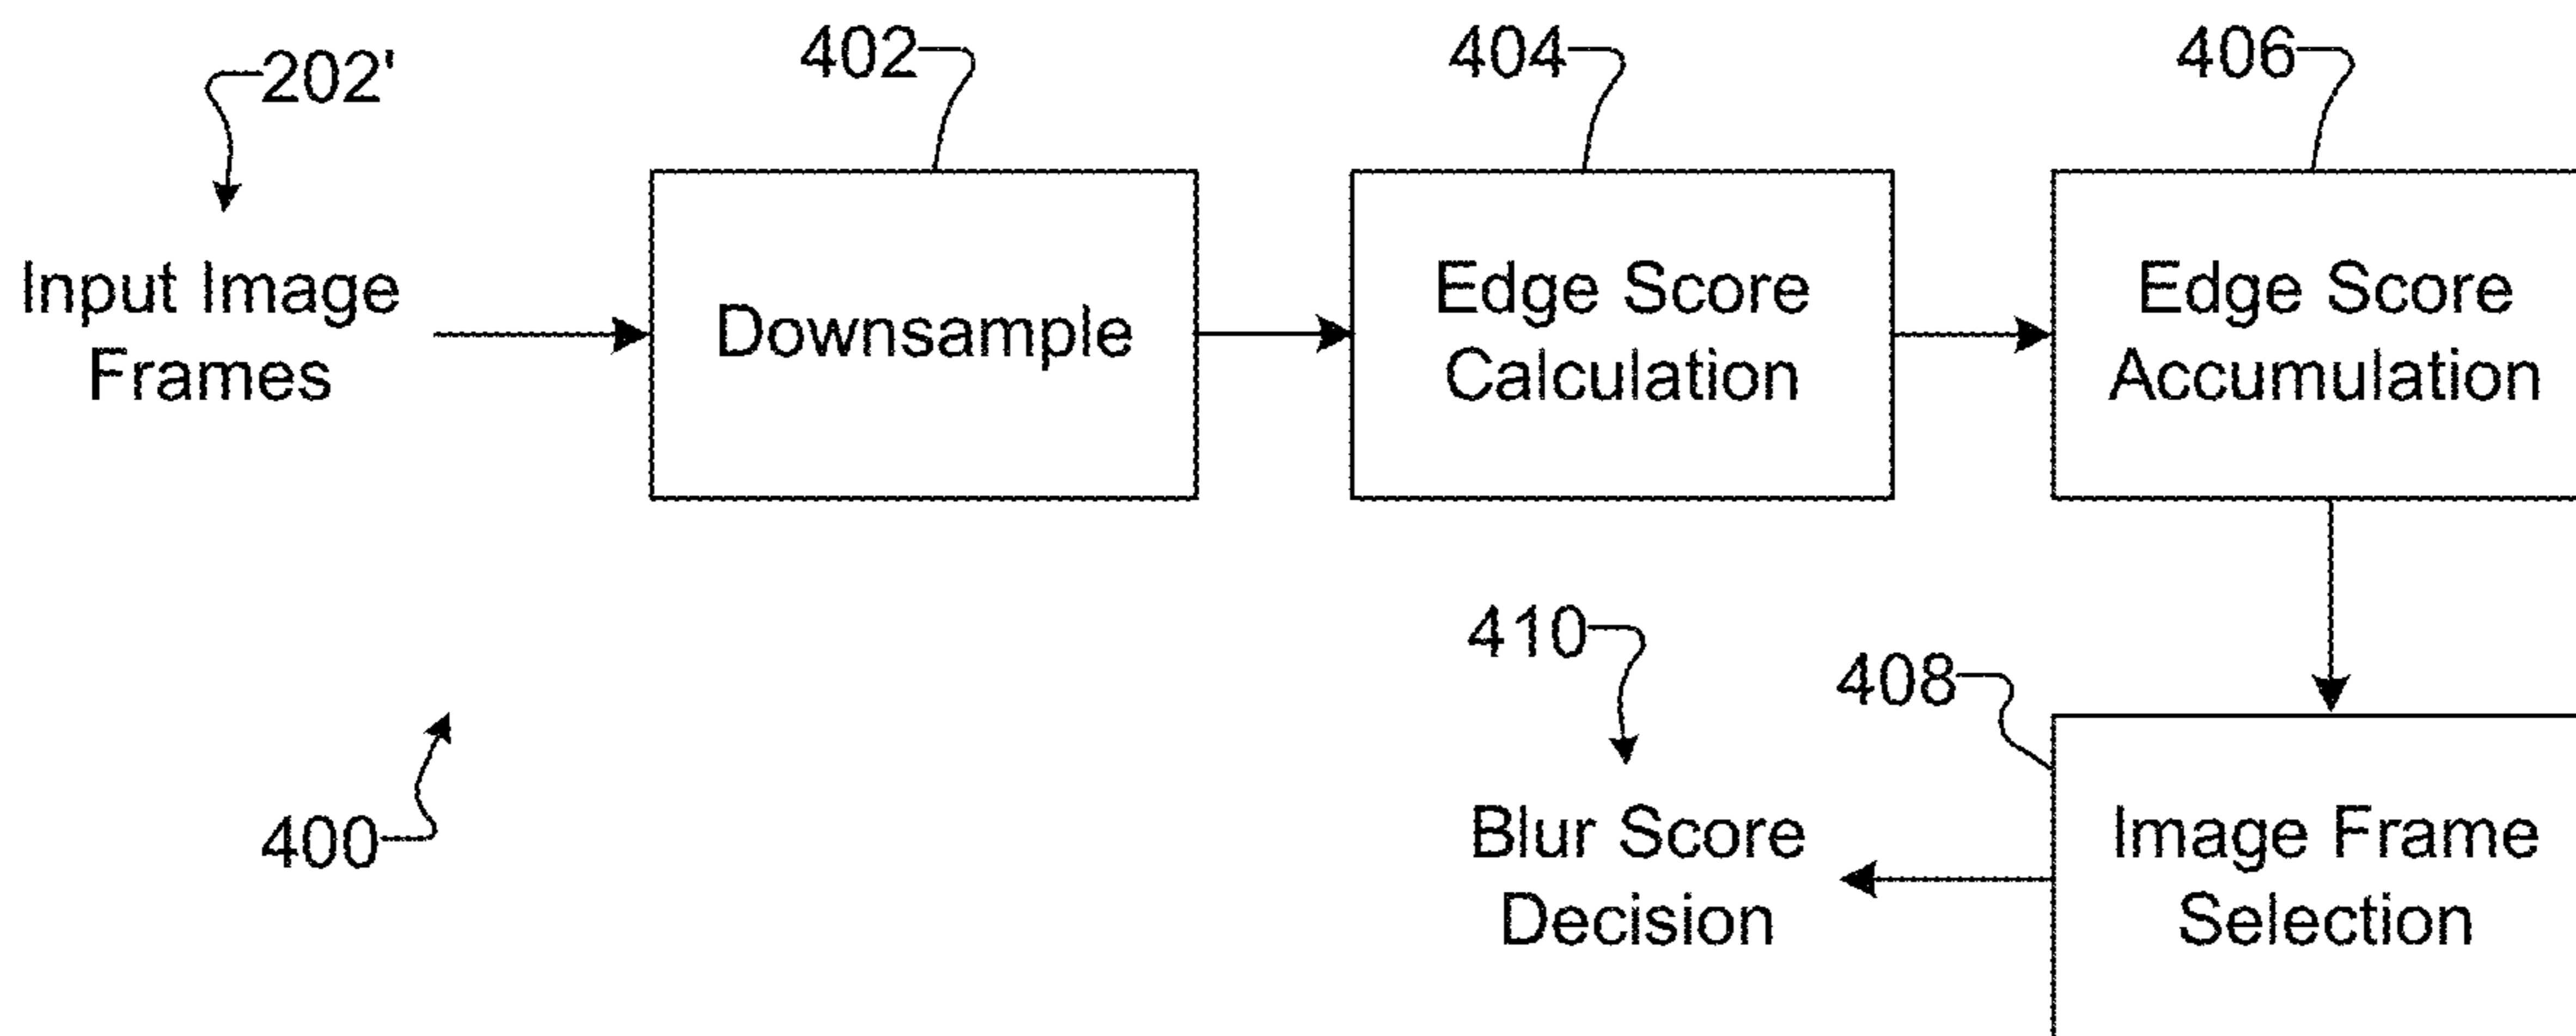 202'
402
404
406
Input Image
Frames
Downsample
Edge Score
Calculation
Edge Score
Accumulation
410
408
400
Blur Score
Decision
Image Frame
Selection